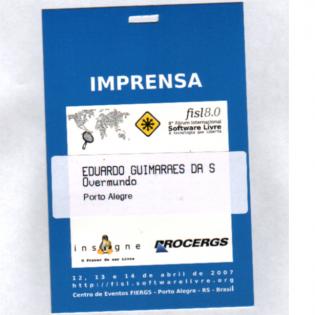 IMPRENSA
fisl8.0
8º Fórum Internacional
Software Livre
a tecnologia que liberta
EDUARDO GUIMARAES DA S
Overmundo
Porto Alegre
insigne
O Prazer de ser Livre
PROCERGS
12, 13 e 14 de abril de 2007
http://fisl.softwarelivre.org
Centro de Eventos FIERGS - Porto Alegre - RS - Brasil